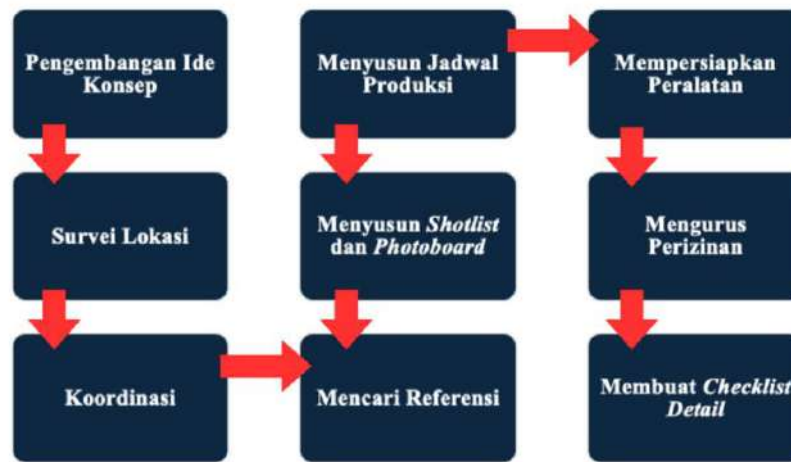 Pengembangan Ide
Konsep
Survei Lokasi
Koordinasi
Menyusun Jadwal
Produksi
Menyusun Shotlist
dan Photoboard
Mencari Referensi
Mempersiapkan
Peralatan
Mengurus
Perizinan
Membuat Checklist
Detail